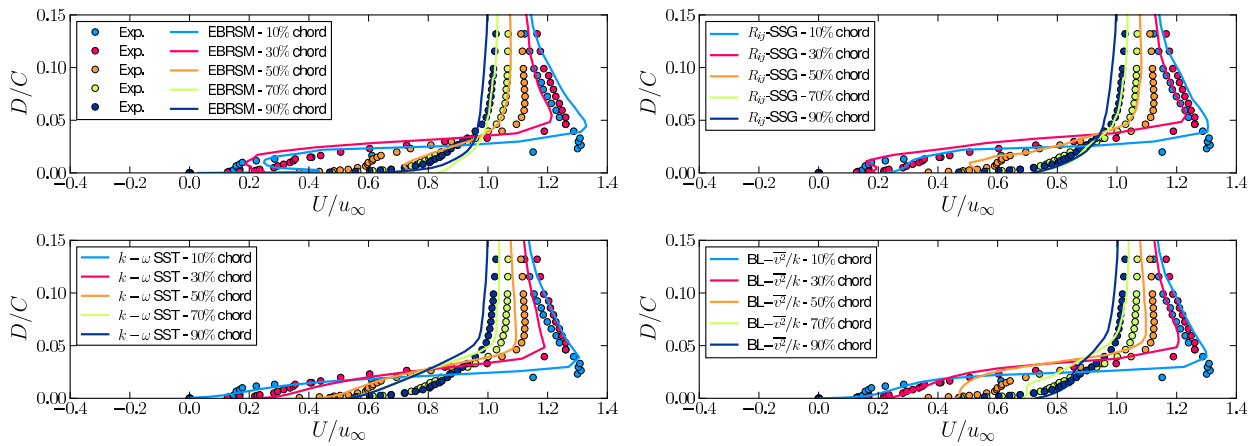 0.15
0.10
0.05
0.00
D/C
Exp. EBRSM - 10% chord
Exp. EBRSM - 30% chord
Exp. EBRSM - 50% chord
Exp. EBRSM - 70% chord
Exp. EBRSM - 90% chord
−0.4 −0.2 0.0 0.2 0.4 0.6 0.8 1.0 1.2 1.4
U/u∞
0.15
0.10
0.05
0.00
D/C
Rij-SSG - 10% chord
Rij-SSG - 30% chord
Rij-SSG - 50% chord
Rij-SSG - 70% chord
Rij-SSG - 90% chord
−0.4 −0.2 0.0 0.2 0.4 0.6 0.8 1.0 1.2 1.4
U/u∞
0.15
0.10
0.05
0.00
D/C
k − ω SST - 10% chord
k − ω SST - 30% chord
k − ω SST - 50% chord
k − ω SST - 70% chord
k − ω SST - 90% chord
−0.4 −0.2 0.0 0.2 0.4 0.6 0.8 1.0 1.2 1.4
U/u∞
0.15
0.10
0.05
0.00
D/C
BL−v²/k - 10% chord
BL−v²/k - 30% chord
BL−v²/k - 50% chord
BL−v²/k - 70% chord
BL−v²/k - 90% chord
−0.4 −0.2 0.0 0.2 0.4 0.6 0.8 1.0 1.2 1.4
U/u∞